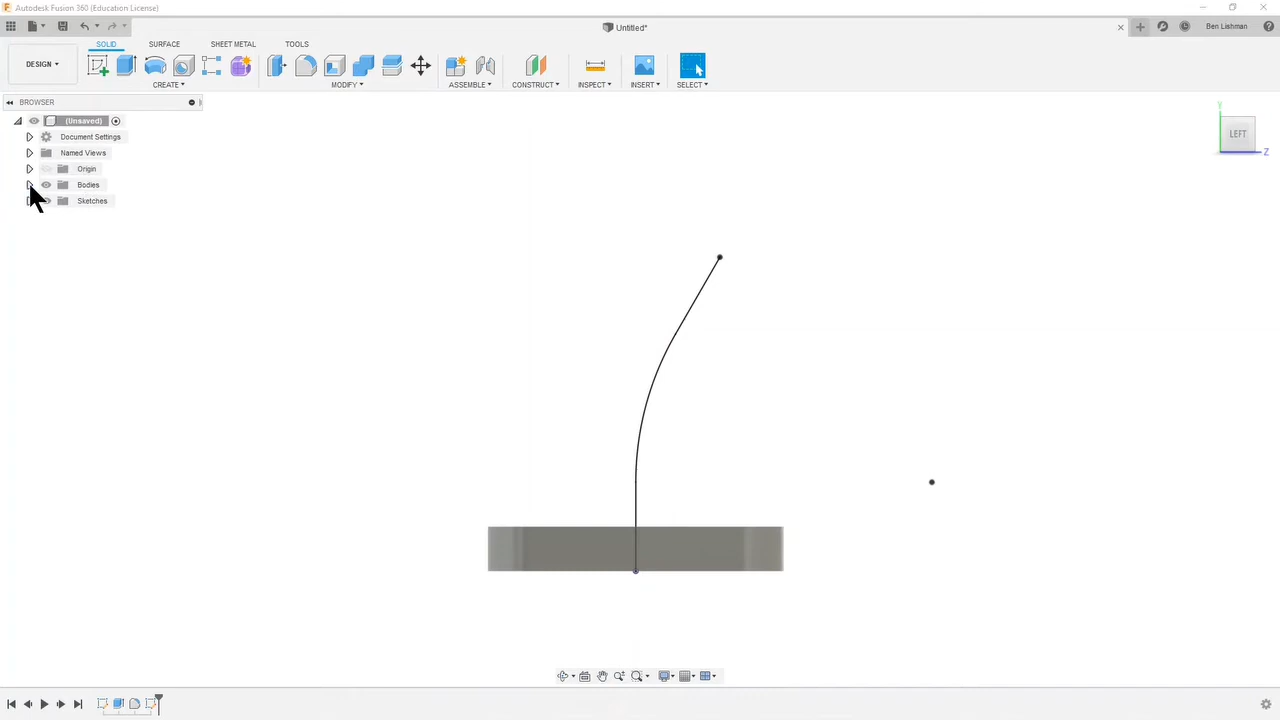 Autodesk Fusion 360 (Education License)
Untitled*
Ben Lishman
SOLID SURFACE SHEET METAL TOOLS
DESIGN
CREATE MODIFY ASSEMBLE CONSTRUCT INSPECT INSERT SELECT
BROWSER
(Unsaved)
Document Settings
Named Views
Origin
Bodies
Sketches
Y
LEFT
Z